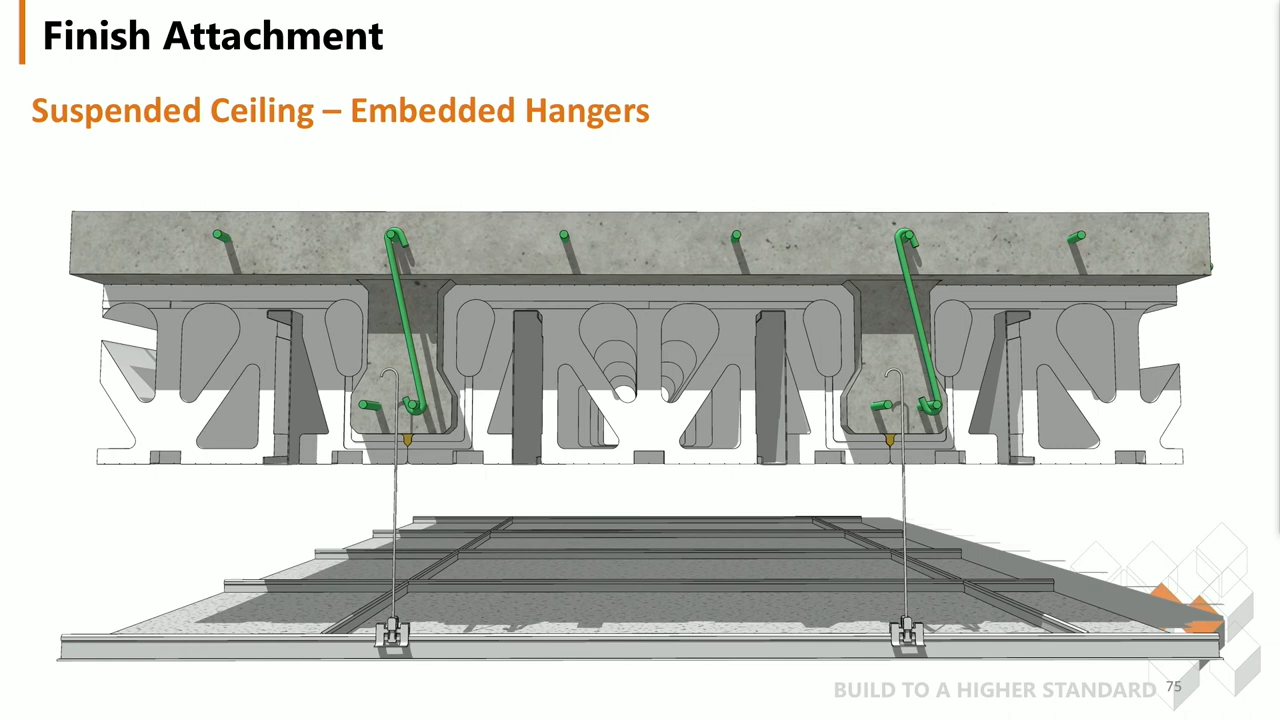 Finish Attachment
Suspended Ceiling – Embedded Hangers
BUILD TO A HIGHER STANDARD 75